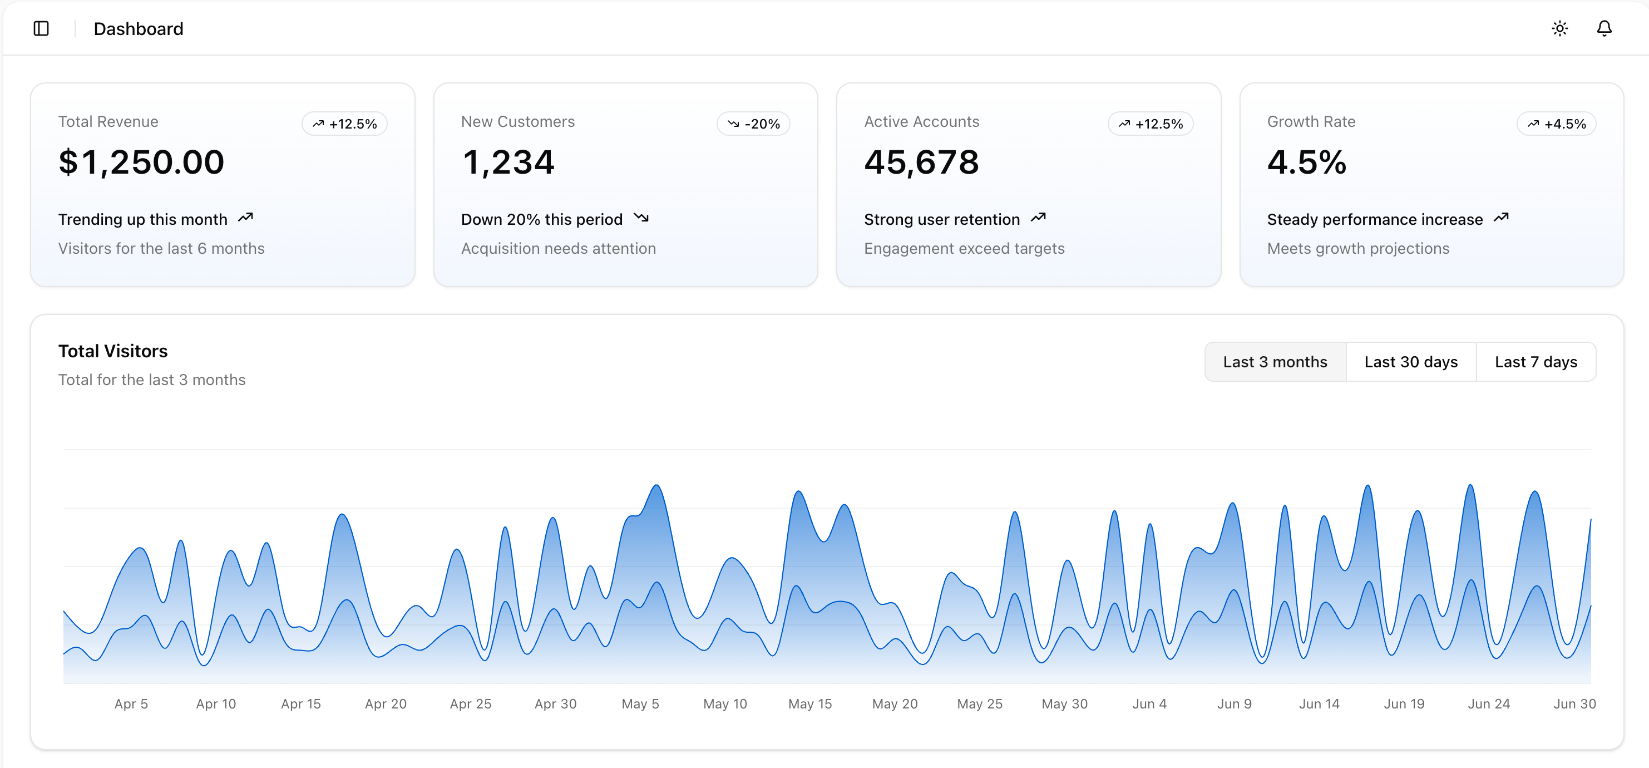 Dashboard
Total Revenue
+12.5%
$1,250.00
Trending up this month
Visitors for the last 6 months
New Customers
-20%
1,234
Down 20% this period
Acquisition needs attention
Active Accounts
+12.5%
45,678
Strong user retention
Engagement exceed targets
Growth Rate
+4.5%
4.5%
Steady performance increase
Meets growth projections
Total Visitors
Total for the last 3 months
Last 3 months
Last 30 days
Last 7 days
Apr 5 Apr 10 Apr 15 Apr 20 Apr 25 Apr 30 May 5 May 10 May 15 May 20 May 25 May 30 Jun 4 Jun 9 Jun 14 Jun 19 Jun 24 Jun 30